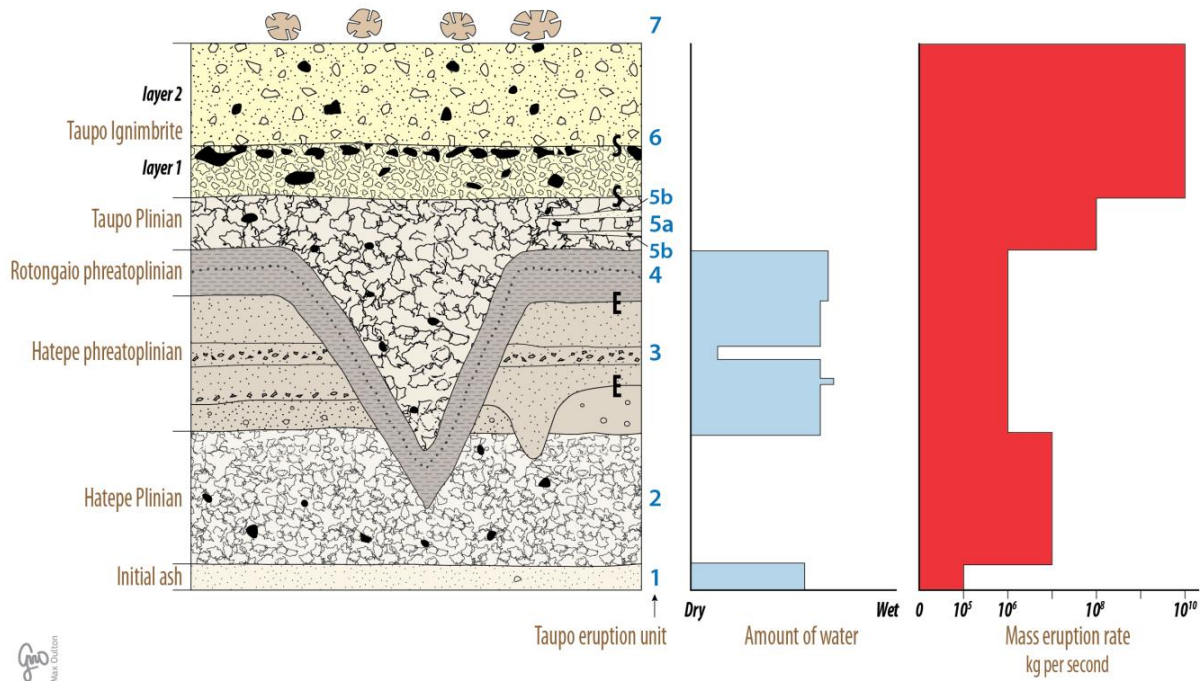 7
layer 2
Taupo Ignimbrite
6
S
layer 1
S
5b
Taupo Plinian
5a
5b
Rotongaio phreatoplinian
4
E
Hatepe phreatoplinian
3
E
Hatepe Plinian
2
Initial ash
1
Dry
Wet
0
10⁵
10⁶
10⁸
10¹⁰
Taupo eruption unit
Amount of water
Mass eruption rate
kg per second
Max Oulton